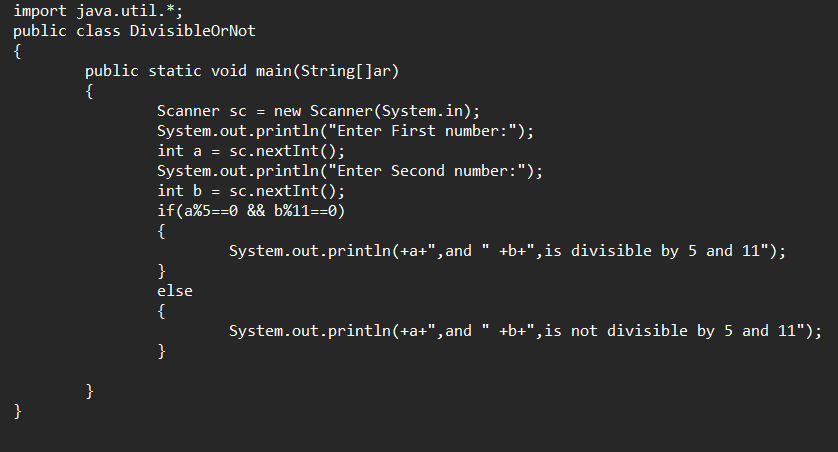 import java.util.*;
public class DivisibleOrNot
{
        public static void main(String[]ar)
        {
                Scanner sc = new Scanner(System.in);
                System.out.println("Enter First number:");
                int a = sc.nextInt();
                System.out.println("Enter Second number:");
                int b = sc.nextInt();
                if(a%5==0 && b%11==0)
                {
                        System.out.println(+a+",and " +b+",is divisible by 5 and 11");
                }
                else
                {
                        System.out.println(+a+",and " +b+",is not divisible by 5 and 11");
                }

        }
}